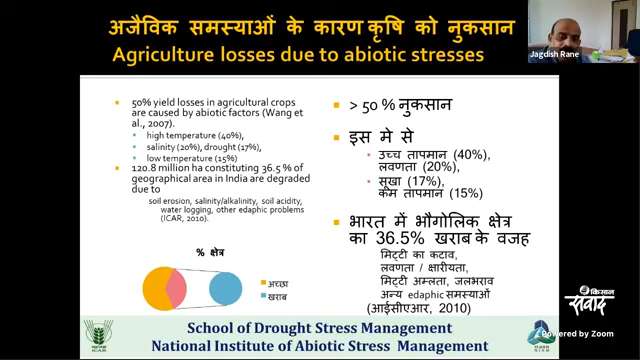 अजैविक समस्याओं के कारण कृषि को नुकसान
Agriculture losses due to abiotic stresses
Jagdish Rane
50% yield losses in agricultural crops
are caused by abiotic factors (Wang et
al., 2007).
high temperature (40%),
salinity (20%), drought (17%),
low temperature (15%)
120.8 million ha constituting 36.5 % of
geographical area in India are degraded
due to
soil erosion, salinity/alkalinity, soil acidity,
water logging, other edaphic problems
(ICAR, 2010).
% क्षेत्र
अच्छा
खराब
> 50 % नुकसान
इस मे से
उच्च तापमान (40%),
लवणता (20%),
सूखा (17%),
कम तापमान (15%)
भारत में भौगोलिक क्षेत्र
का 36.5% खराब के वजह
मिट्टी का कटाव,
लवणता / क्षारीयता,
मिट्टी अम्लता, जलभराव
अन्य edaphic समस्याओं
(आईसीएआर, 2010)
किसान
संवाद
Powered by Zoom
School of Drought Stress Management
National Institute of Abiotic Stress Management
ICAR